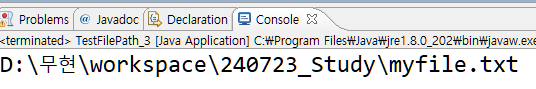 Problems @ Javadoc Declaration Console
<terminated> TestFilePath_3 [Java Application] C:₩Program Files₩Java₩jre1.8.0_202₩bin₩javaw.exe
D:\무현\workspace\240723_Study\myfile.txt